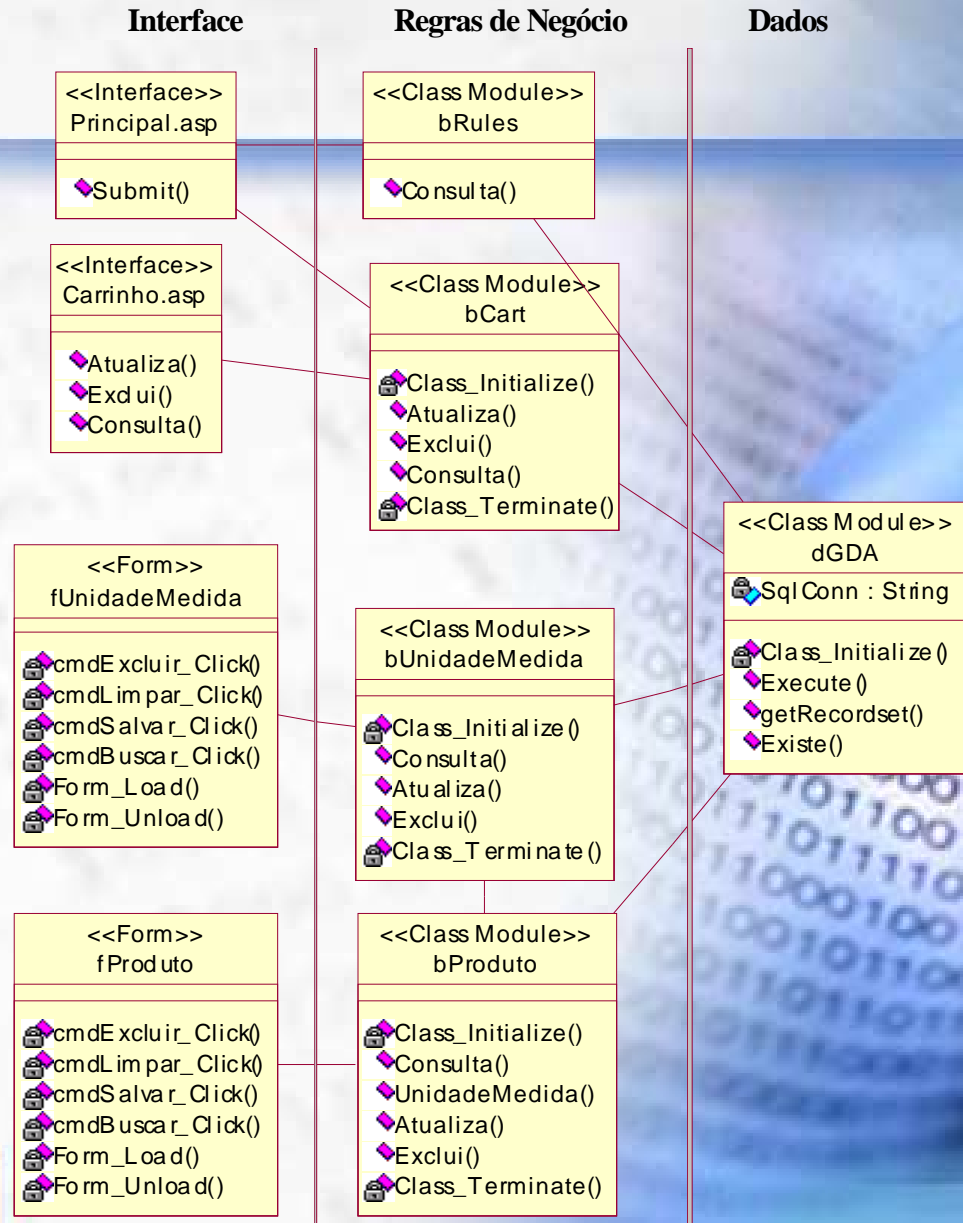 Interface
Regras de Negócio
Dados
<<Interface>>
Principal.asp
Submit()
<<Class Module>>
bRules
Consulta()
<<Interface>>
Carrinho.asp
Atualiza()
Exclui()
Consulta()
<<Class Module>>
bCart
Class_Initialize()
Atualiza()
Exclui()
Consulta()
Class_Terminate()
<<Class Module>>
dGDA
SqlConn : String
Class_Initialize()
Execute()
getRecordset()
Existe()
<<Form>>
fUnidadeMedida
cmdExcluir_Click()
cmdLimpar_Click()
cmdSalvar_Click()
cmdBuscar_Click()
Form_Load()
Form_Unload()
<<Class Module>>
bUnidadeMedida
Class_Initialize()
Consulta()
Atualiza()
Exclui()
Class_Terminate()
<<Form>>
fProduto
cmdExcluir_Click()
cmdLimpar_Click()
cmdSalvar_Click()
cmdBuscar_Click()
Form_Load()
Form_Unload()
<<Class Module>>
bProduto
Class_Initialize()
Consulta()
UnidadeMedida()
Atualiza()
Exclui()
Class_Terminate()